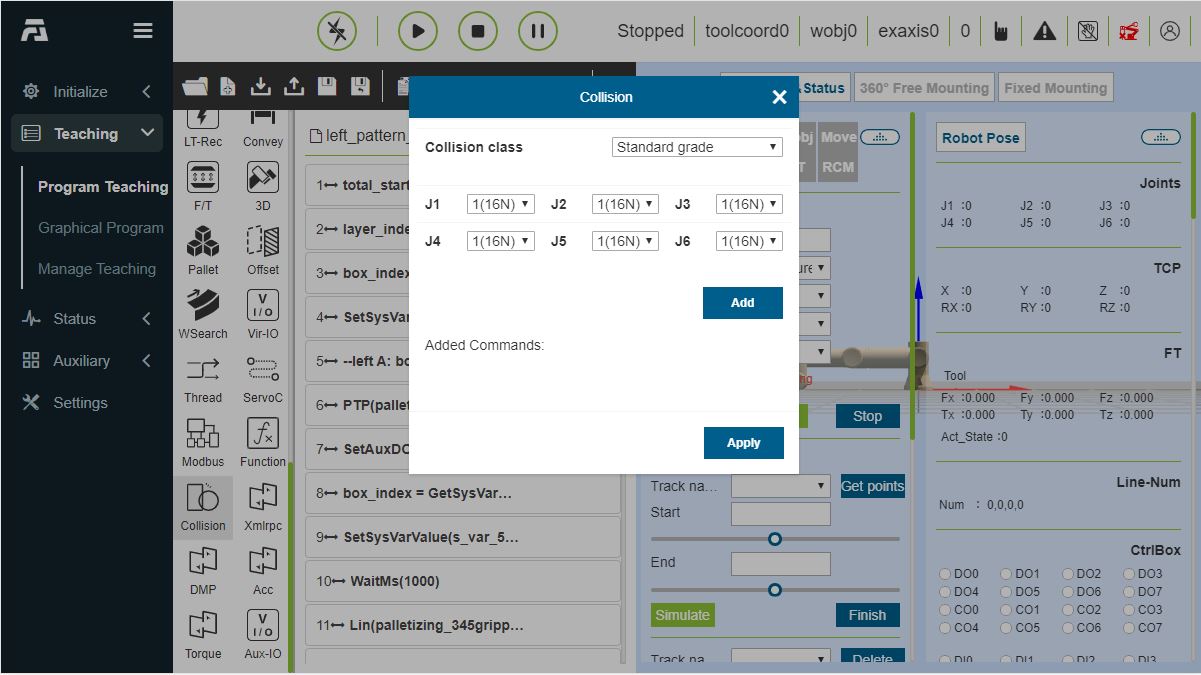 Stopped
toolcoord0
wobj0
exaxis0
0
Initialize
Teaching
Program Teaching
Graphical Program
Manage Teaching
Status
Auxiliary
Settings
LT-Rec
Convey
F/T
3D
Pallet
Offset
WSearch
Vir-IO
Thread
ServoC
Modbus
Function
Collision
Xmlrpc
DMP
Acc
Torque
Aux-IO
left_pattern_
1 total_start
2 layer_inde
3 box_index
4 SetSysVar
5 --left A: bo
6 PTP(pallet
7 SetAuxDO
8 box_index = GetSysVar…
9 SetSysVarValue(s_var_5…
10 WaitMs(1000)
11 Lin(palletizing_345gripp…
Collision
Collision class
Standard grade
J1 1(16N) J2 1(16N) J3 1(16N)
J4 1(16N) J5 1(16N) J6 1(16N)
Add
Added Commands:
Apply
&Status
360° Free Mounting
Fixed Mounting
obj
Move
T
RCM
Stop
Track na…
Get points
Start
End
Simulate
Finish
Track na…
Delete
Robot Pose
Joints
J1 :0 J2 :0 J3 :0
J4 :0 J5 :0 J6 :0
TCP
X :0 Y :0 Z :0
RX :0 RY :0 RZ :0
FT
Tool
Fx :0.000 Fy :0.000 Fz :0.000
Tx :0.000 Ty :0.000 Tz :0.000
Act_State :0
Line-Num
Num : 0,0,0,0
CtrlBox
DO0 DO1 DO2 DO3
DO4 DO5 DO6 DO7
CO0 CO1 CO2 CO3
CO4 CO5 CO6 CO7
DI0 DI1 DI2 DI3